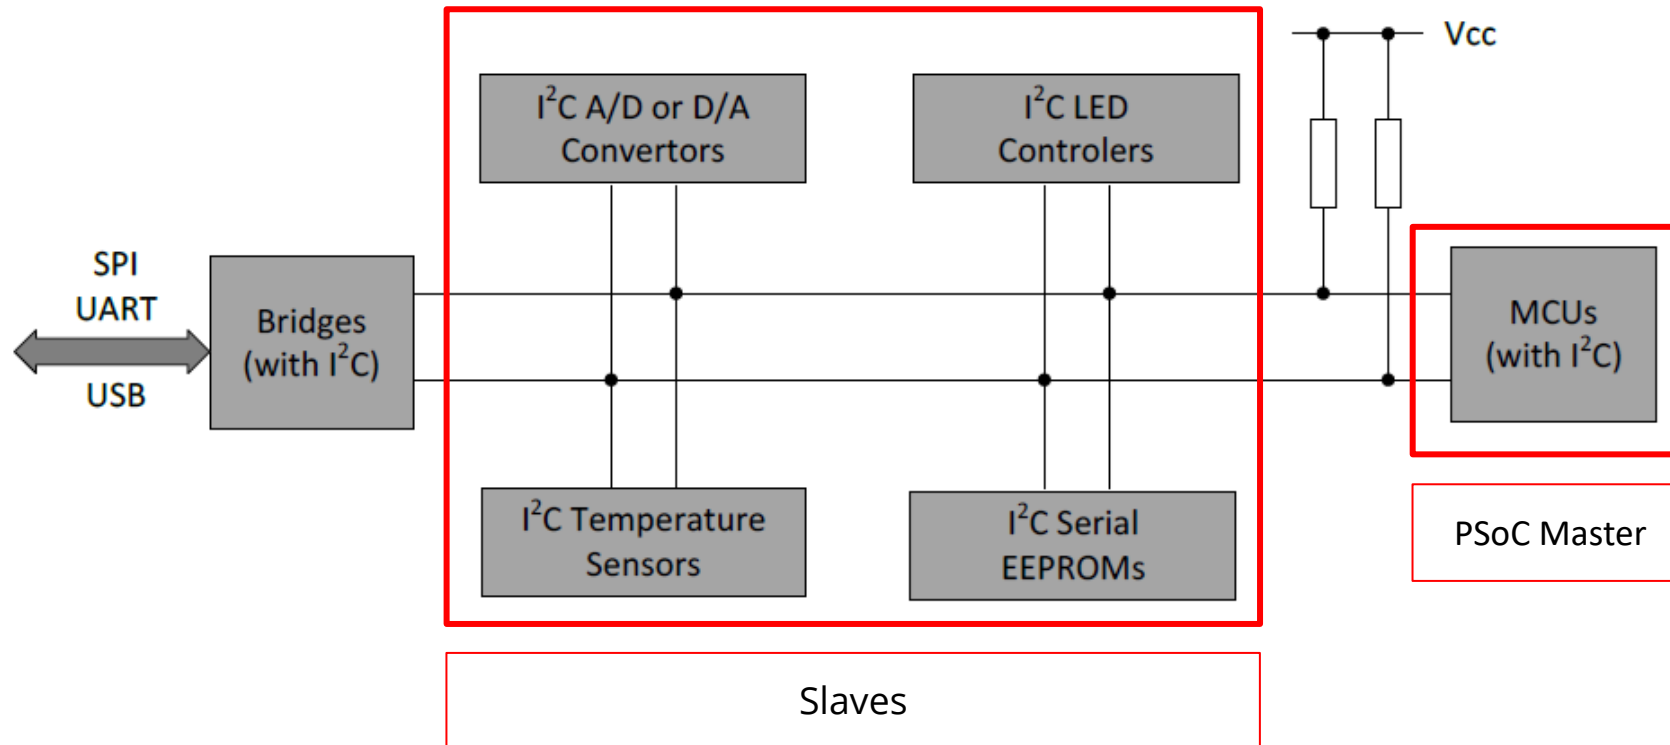 Vcc
I²C A/D or D/A
Convertors
I²C LED
Controlers
SPI
UART
USB
Bridges
(with I²C)
MCUs
(with I²C)
I²C Temperature
Sensors
I²C Serial
EEPROMs
PSoC Master
Slaves